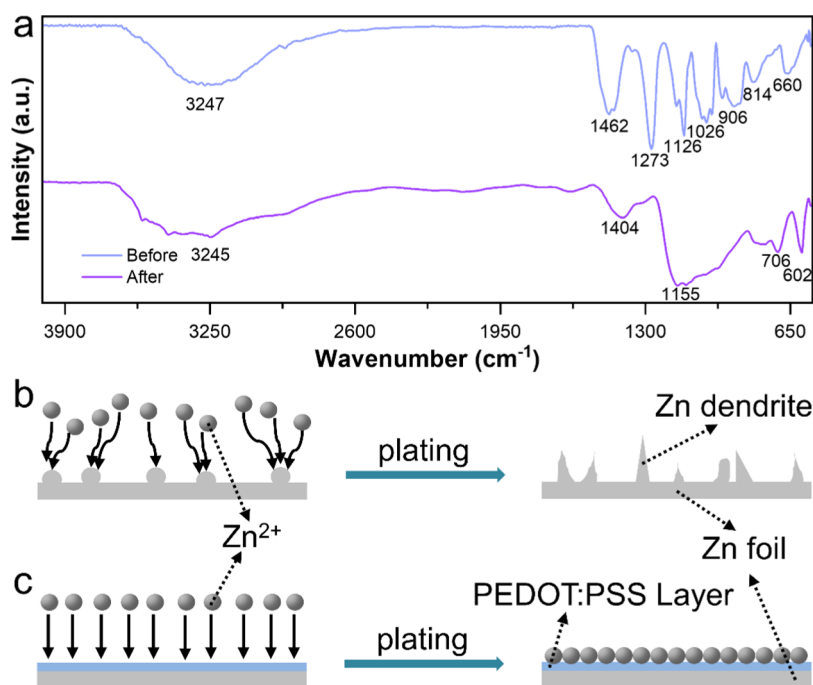 a
Intensity (a.u.)
3247
1462
1273
1126
1026
906
814
660
Before
After
3245
1404
1155
706
602
3900
3250
2600
1950
1300
650
Wavenumber (cm⁻¹)
b
plating
Zn dendrite
Zn²⁺
Zn foil
c
plating
PEDOT:PSS Layer